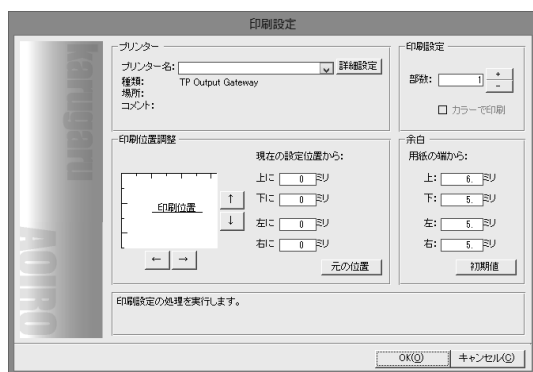 印刷設定
karugaru
AOIRO
プリンター
プリンター名:
詳細設定
種類: TP Output Gateway
場所:
コメント:
印刷設定
部数: 1
+
-
カラーで印刷
印刷位置調整
印刷位置
↑
↓
← →
現在の設定位置から:
上に 0 ミリ
下に 0 ミリ
左に 0 ミリ
右に 0 ミリ
元の位置
余白
用紙の端から:
上: 6. ミリ
下: 5. ミリ
左: 5. ミリ
右: 5. ミリ
初期値
印刷設定の処理を実行します。
OK(O) キャンセル(C)